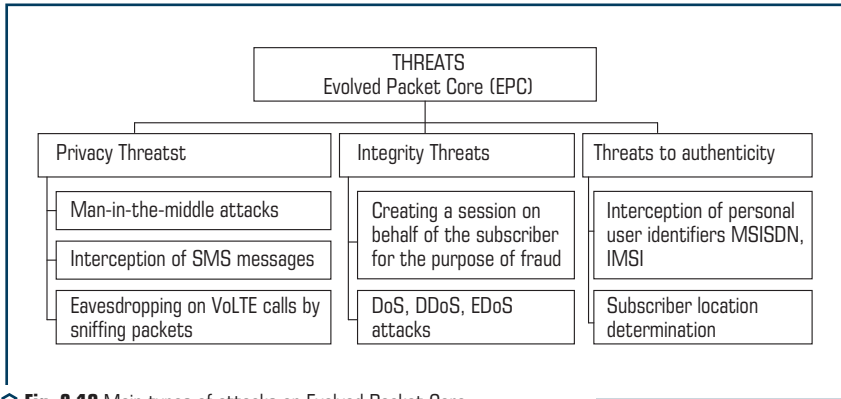 THREATS
Evolved Packet Core (EPC)
Privacy Threatst
Man-in-the-middle attacks
Interception of SMS messages
Eavesdropping on VoLTE calls by
sniffing packets
Integrity Threats
Creating a session on
behalf of the subscriber
for the purpose of fraud
DoS, DDoS, EDoS
attacks
Threats to authenticity
Interception of personal
user identifiers MSISDN,
IMSI
Subscriber location
determination
Main types of attacks on Evolved Packet Core